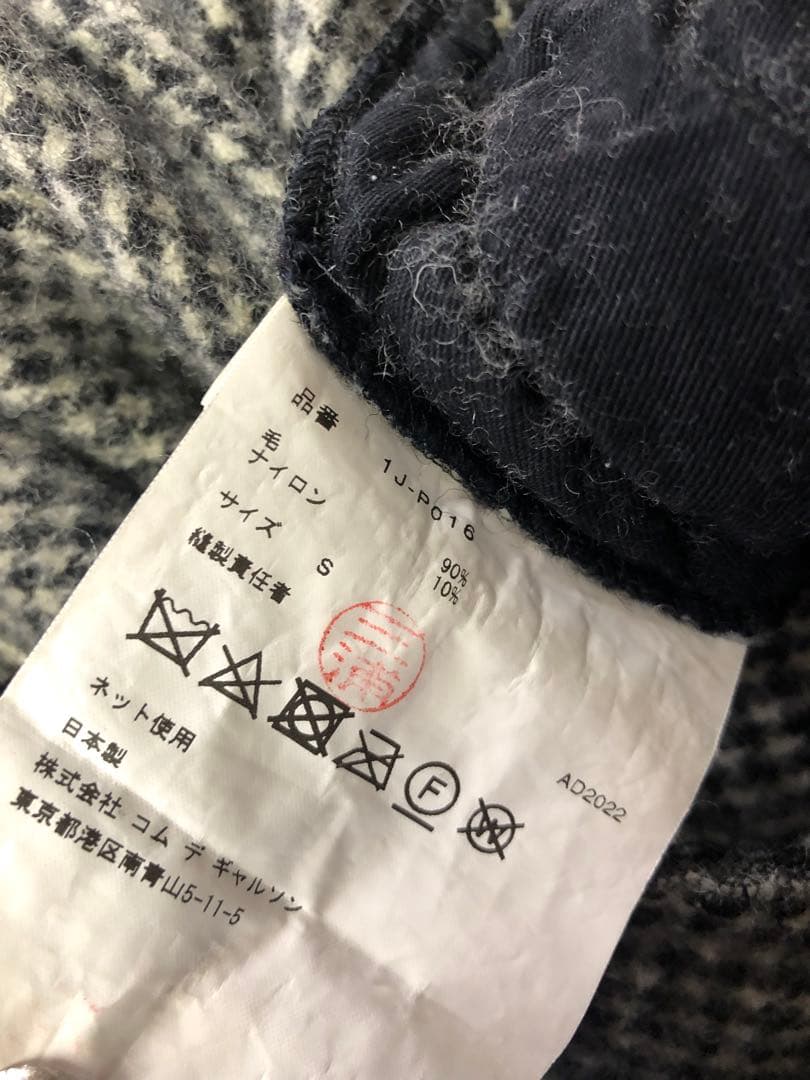 品番 1J-P016
毛 90%
ナイロン 10%
サイズ S
縫製責任者 三浦
F W
ネット使用
日本製 AD2022
株式会社 コム デ ギャルソン
東京都港区南青山5-11-5